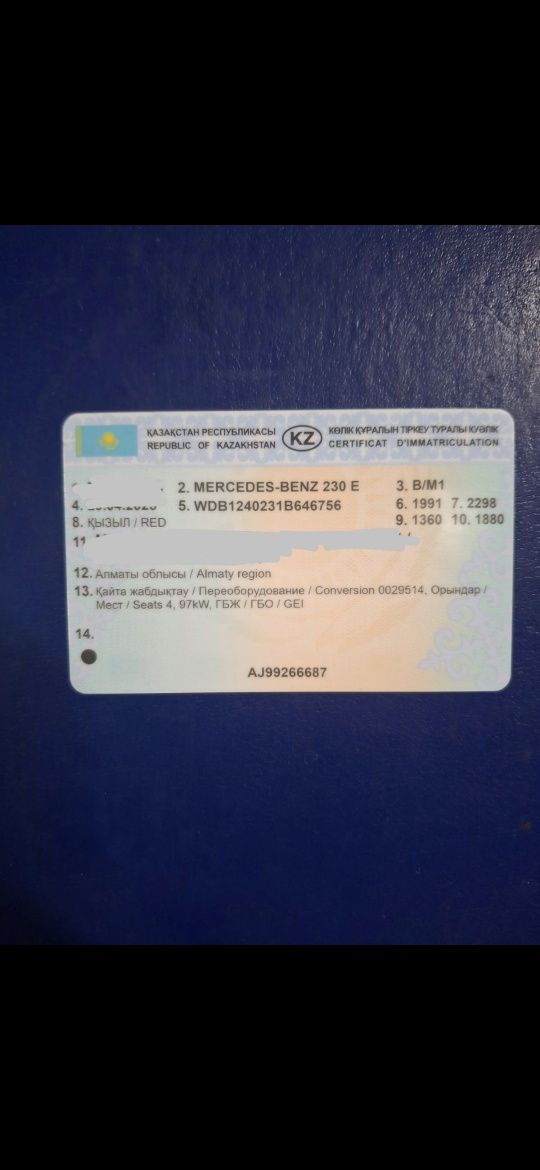 ҚАЗАҚСТАН РЕСПУБЛИКАСЫ
REPUBLIC OF KAZAKHSTAN
KZ
КӨЛІК ҚҰРАЛЫН ТІРКЕУ ТУРАЛЫ КУӘЛІК
CERTIFICAT D'IMMATRICULATION
2. MERCEDES-BENZ 230 E 3. B/M1
4. 5. WDB1240231B646756 6. 1991 7. 2298
8. ҚЫЗЫЛ / RED 9. 1360 10. 1880
11
12. Алматы облысы / Almaty region
13. Қайта жабдықтау / Переоборудование / Conversion 0029514, Орындар /
Мест / Seats 4, 97kW, ГБЖ / ГБО / GEI
14.
AJ99266687